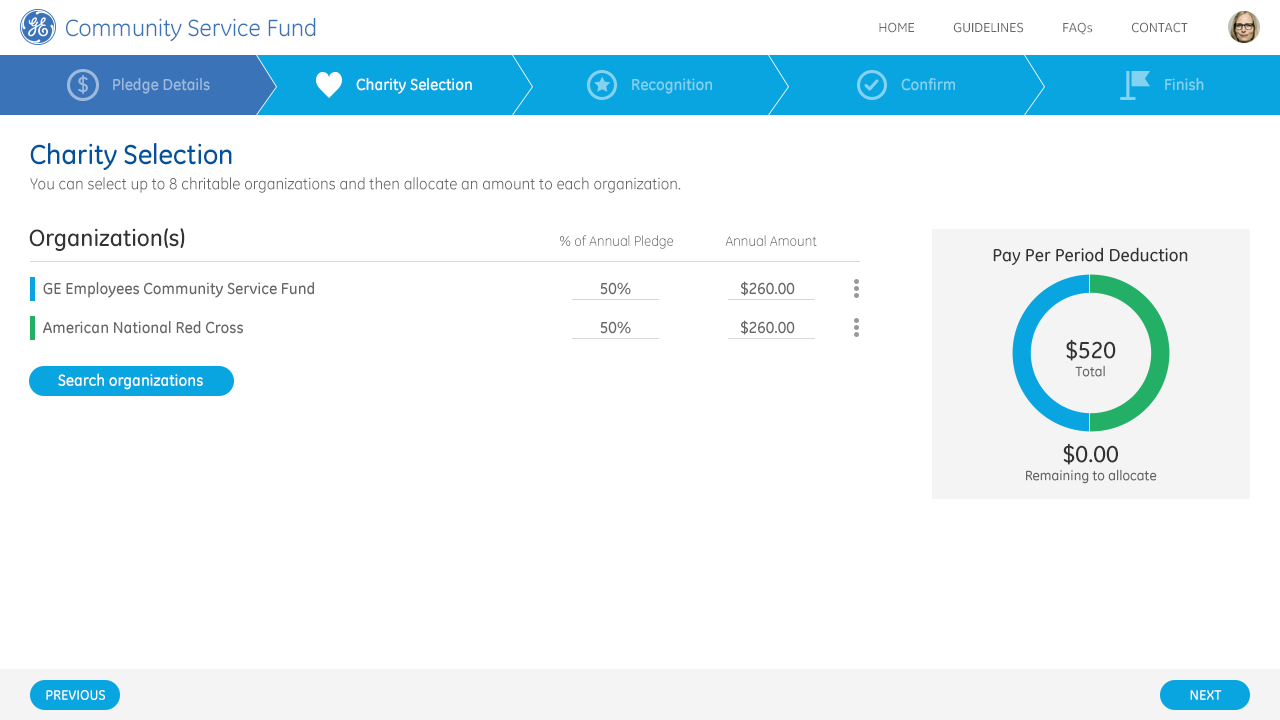 Community Service Fund
HOME GUIDELINES FAQs CONTACT
$ Pledge Details Charity Selection Recognition Confirm Finish
Charity Selection
You can select up to 8 chritable organizations and then allocate an amount to each organization.
Organization(s) % of Annual Pledge Annual Amount
GE Employees Community Service Fund 50% $260.00
American National Red Cross 50% $260.00
Search organizations
Pay Per Period Deduction
$520
Total
$0.00
Remaining to allocate
PREVIOUS NEXT